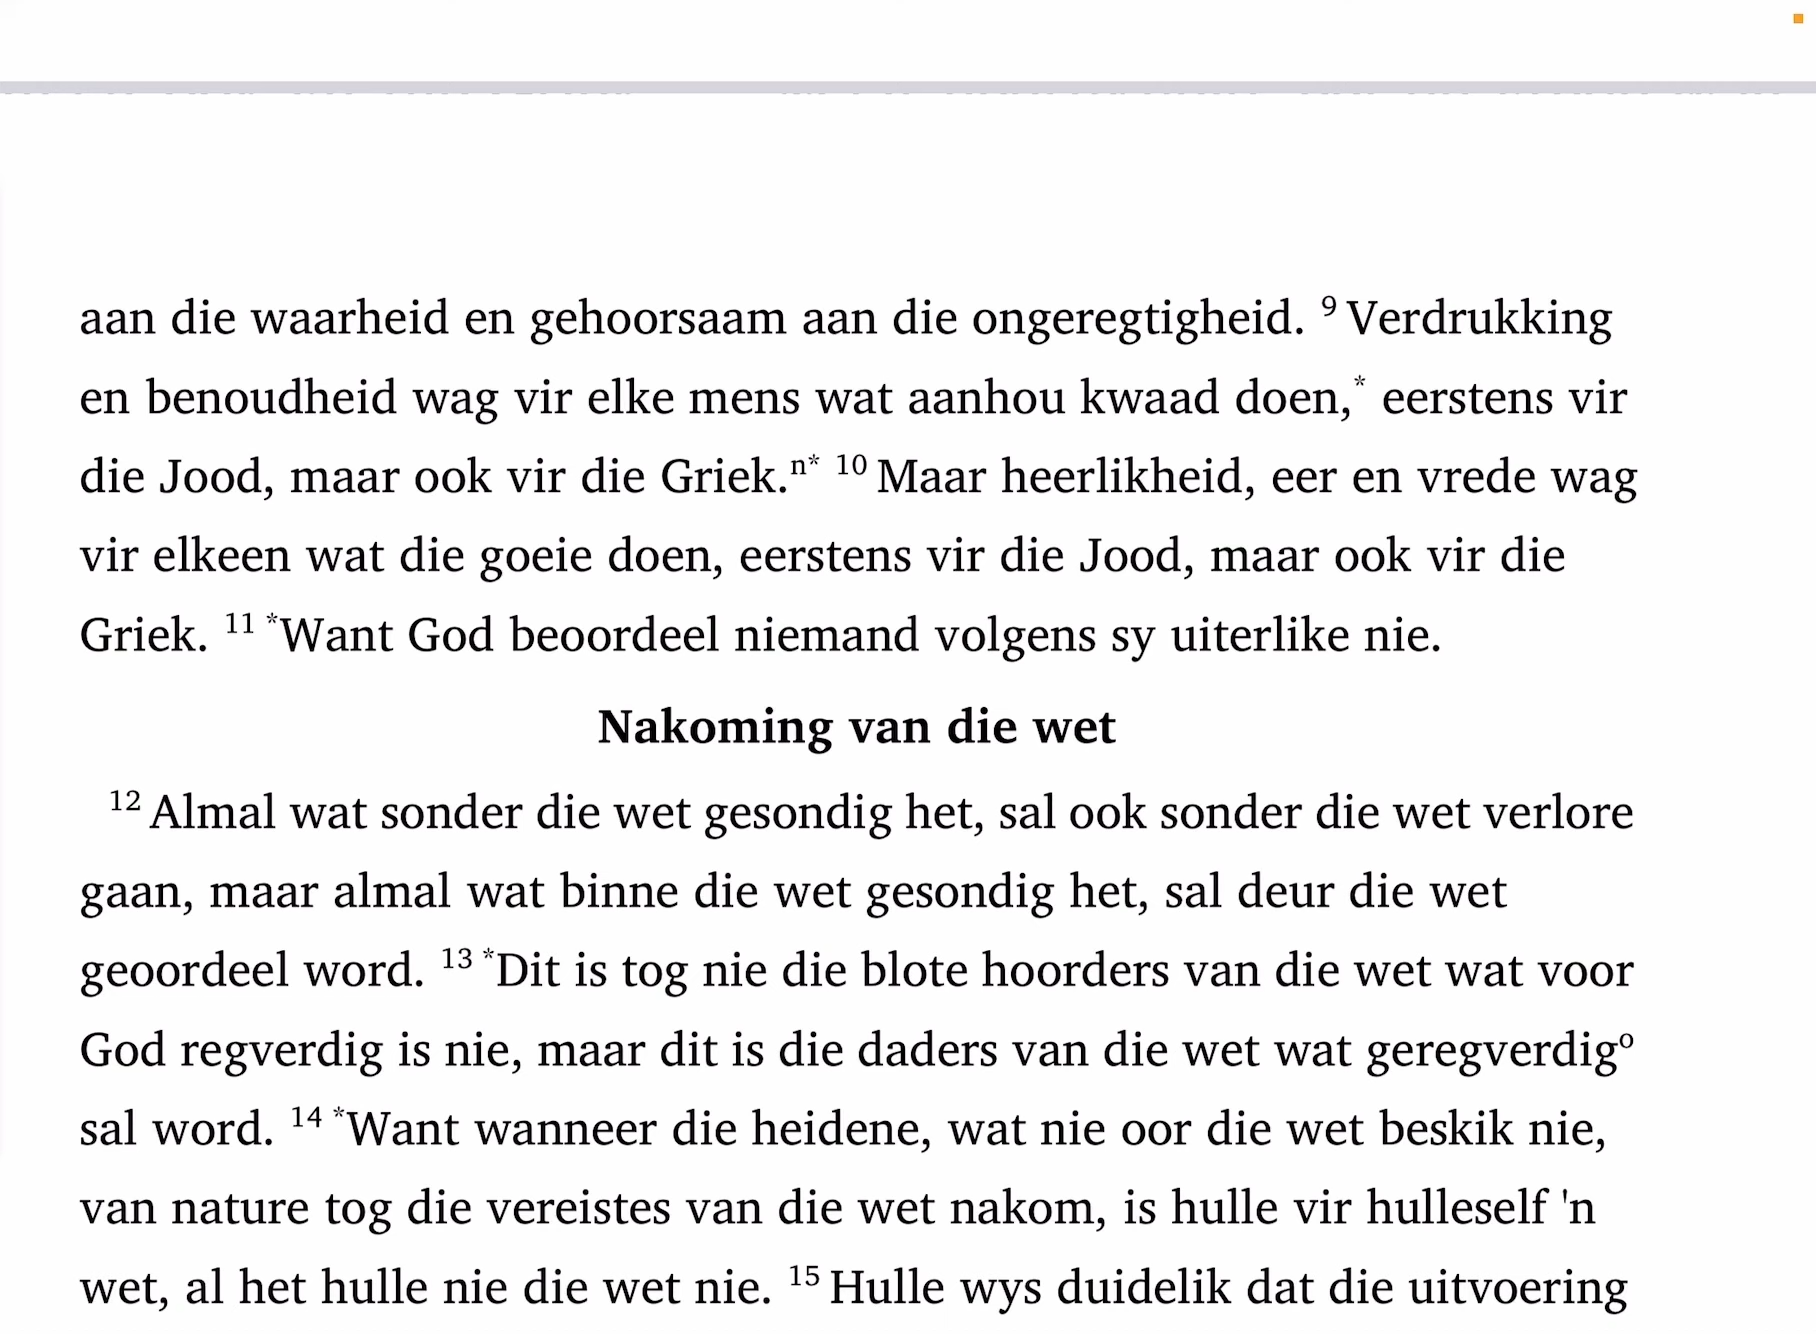 aan die waarheid en gehoorsaam aan die ongeregtigheid. ⁹ Verdrukking
en benoudheid wag vir elke mens wat aanhou kwaad doen,* eerstens vir
die Jood, maar ook vir die Griek.ⁿ* ¹⁰ Maar heerlikheid, eer en vrede wag
vir elkeen wat die goeie doen, eerstens vir die Jood, maar ook vir die
Griek. ¹¹ *Want God beoordeel niemand volgens sy uiterlike nie.
Nakoming van die wet
¹² Almal wat sonder die wet gesondig het, sal ook sonder die wet verlore
gaan, maar almal wat binne die wet gesondig het, sal deur die wet
geoordeel word. ¹³ *Dit is tog nie die blote hoorders van die wet wat voor
God regverdig is nie, maar dit is die daders van die wet wat geregverdigᵒ
sal word. ¹⁴ *Want wanneer die heidene, wat nie oor die wet beskik nie,
van nature tog die vereistes van die wet nakom, is hulle vir hulleself 'n
wet, al het hulle nie die wet nie. ¹⁵ Hulle wys duidelik dat die uitvoering